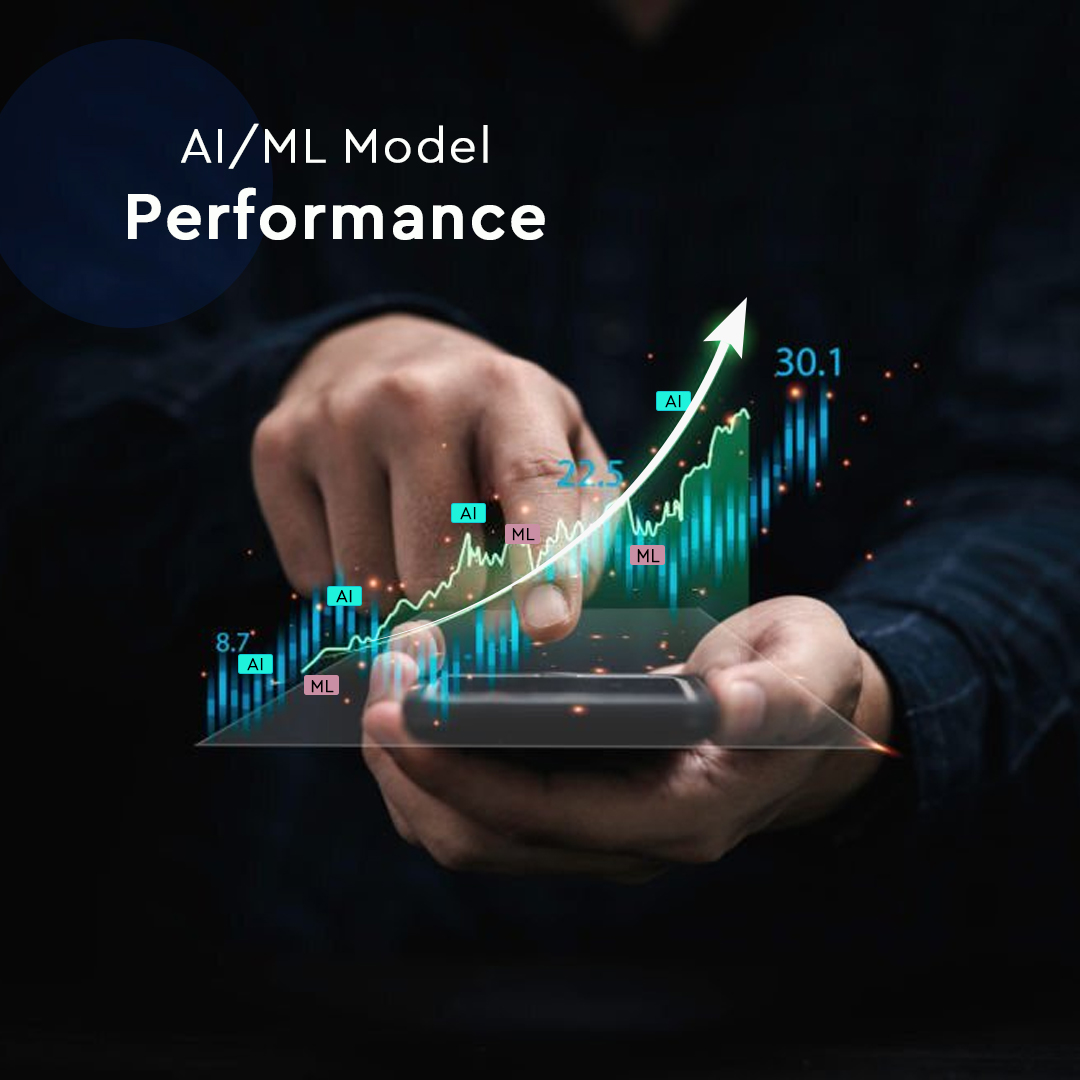 AI/ML Model
Performance
30.1
AI
22.5
AI
ML
ML
AI
8.7
AI
ML